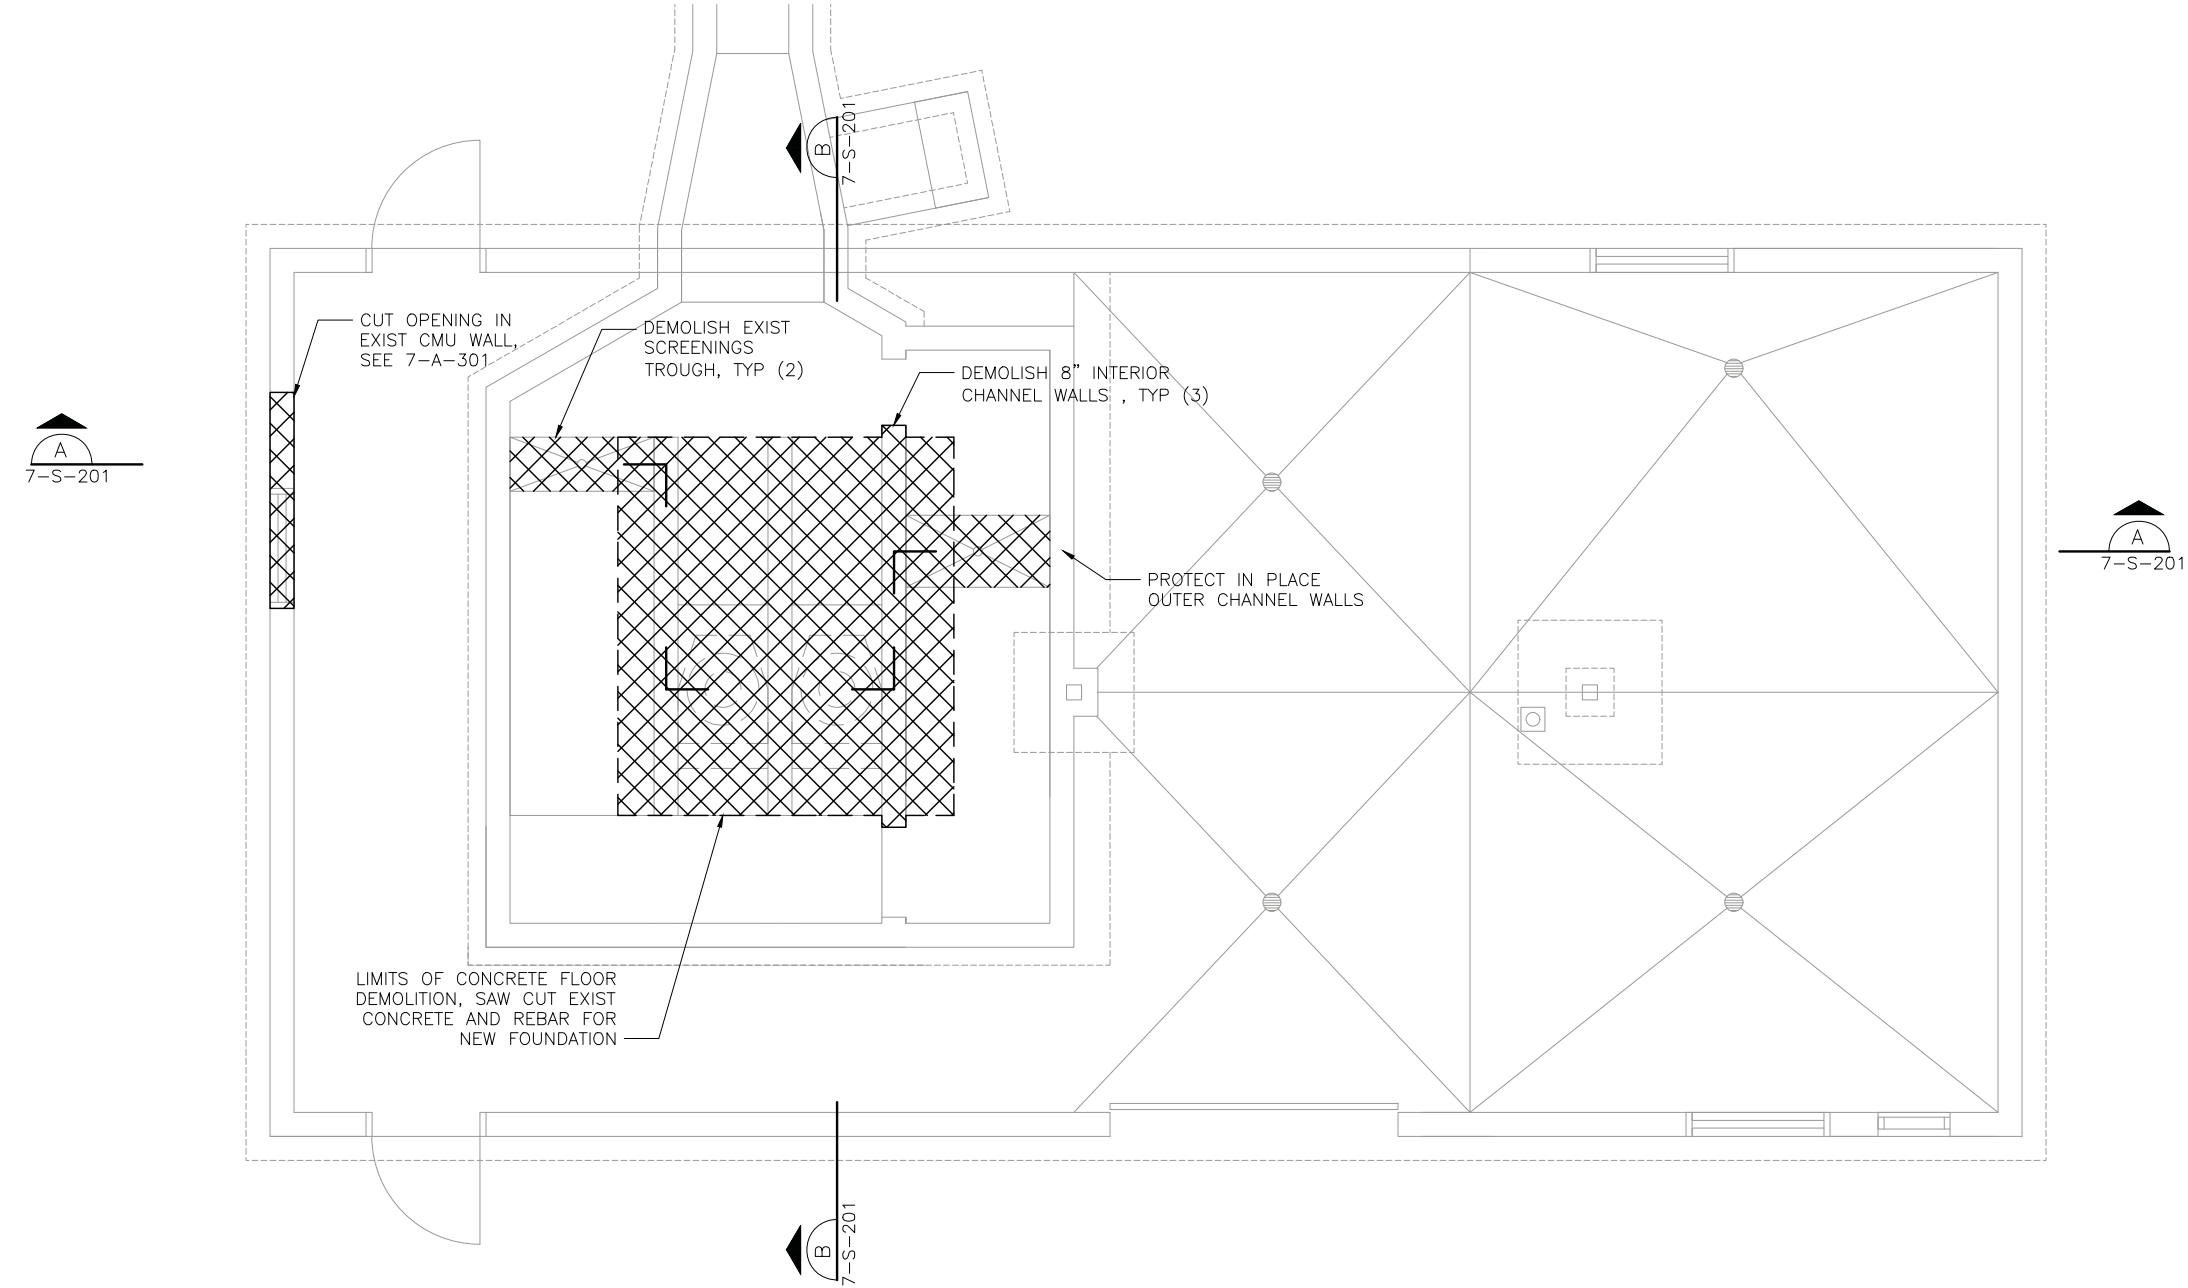 B
7-S-201
CUT OPENING IN
EXIST CMU WALL,
SEE 7-A-301
DEMOLISH EXIST
SCREENINGS
TROUGH, TYP (2)
DEMOLISH 8" INTERIOR
CHANNEL WALLS , TYP (3)
A
7-S-201
A
7-S-201
PROTECT IN PLACE
OUTER CHANNEL WALLS
LIMITS OF CONCRETE FLOOR
DEMOLITION, SAW CUT EXIST
CONCRETE AND REBAR FOR
NEW FOUNDATION
B
7-S-201